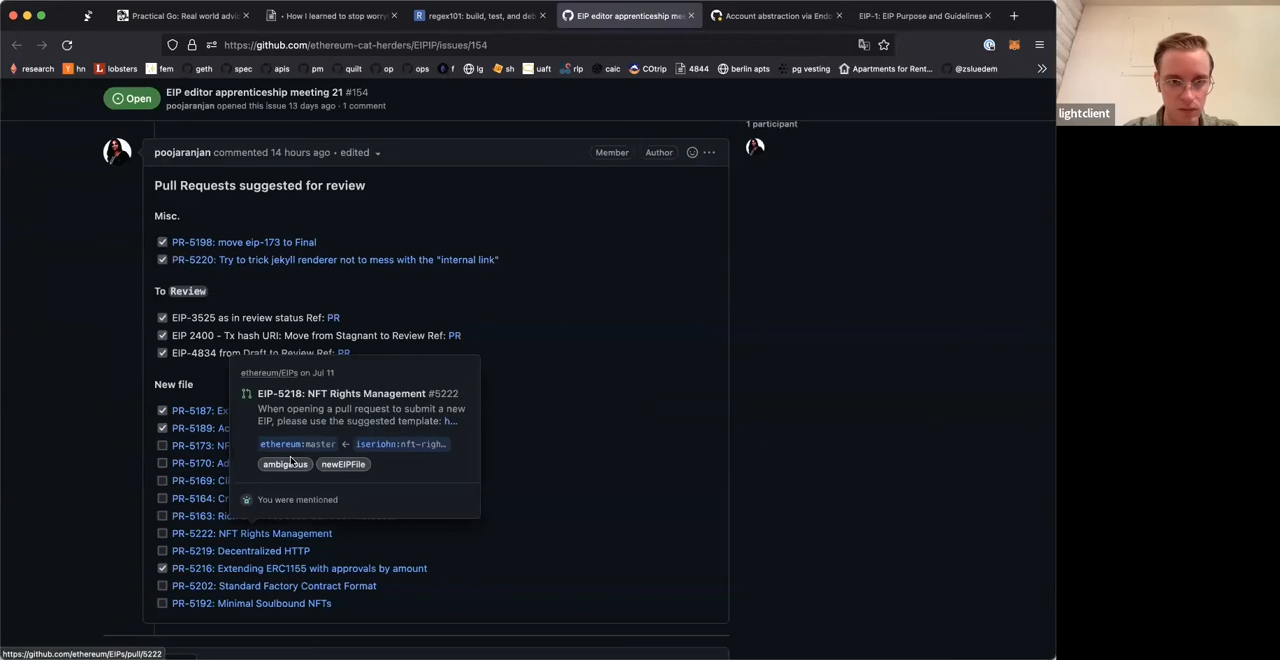 Practical Go: Real world advic
· How I learned to stop worry
regex101: build, test, and deb
EIP editor apprenticeship mee
Account abstraction via Endo
EIP-1: EIP Purpose and Guidelines
https://github.com/ethereum-cat-herders/EIPIP/issues/154
research hn lobsters fem geth spec apis pm quilt op ops f lg sh uaft rlp caic COtrip 4844 berlin apts pg vesting Apartments for Rent... @zsluedem
Open
EIP editor apprenticeship meeting 21 #154
poojaranjan opened this issue 13 days ago · 1 comment
1 participant
lightclient
poojaranjan commented 14 hours ago · edited
Member Author
Pull Requests suggested for review
Misc.
PR-5198: move eip-173 to Final
PR-5220: Try to trick jekyll renderer not to mess with the "internal link"
To Review
EIP-3525 as in review status Ref: PR
EIP 2400 - Tx hash URI: Move from Stagnant to Review Ref: PR
EIP-4834 from Draft to Review Ref: PR
New file
ethereum/EIPs on Jul 11
EIP-5218: NFT Rights Management #5222
When opening a pull request to submit a new
EIP, please use the suggested template: h...
ethereum:master ← iseriohn:nft-righ...
ambiguous newEIPFile
You were mentioned
PR-5187: Ex
PR-5189: Ac
PR-5173: NF
PR-5170: Ad
PR-5169: Cli
PR-5164: Cr
PR-5163: Ri
PR-5222: NFT Rights Management
PR-5219: Decentralized HTTP
PR-5216: Extending ERC1155 with approvals by amount
PR-5202: Standard Factory Contract Format
PR-5192: Minimal Soulbound NFTs
https://github.com/ethereum/EIPs/pull/5222